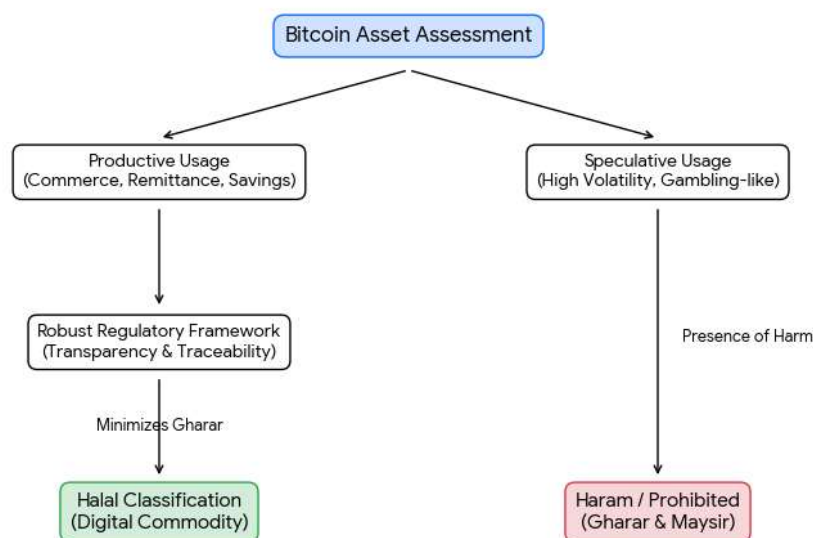 Bitcoin Asset Assessment
Productive Usage
(Commerce, Remittance, Savings)
Speculative Usage
(High Volatility, Gambling-like)
Robust Regulatory Framework
(Transparency & Traceability)
Presence of Harm
Minimizes Gharar
Halal Classification
(Digital Commodity)
Haram / Prohibited
(Gharar & Maysir)